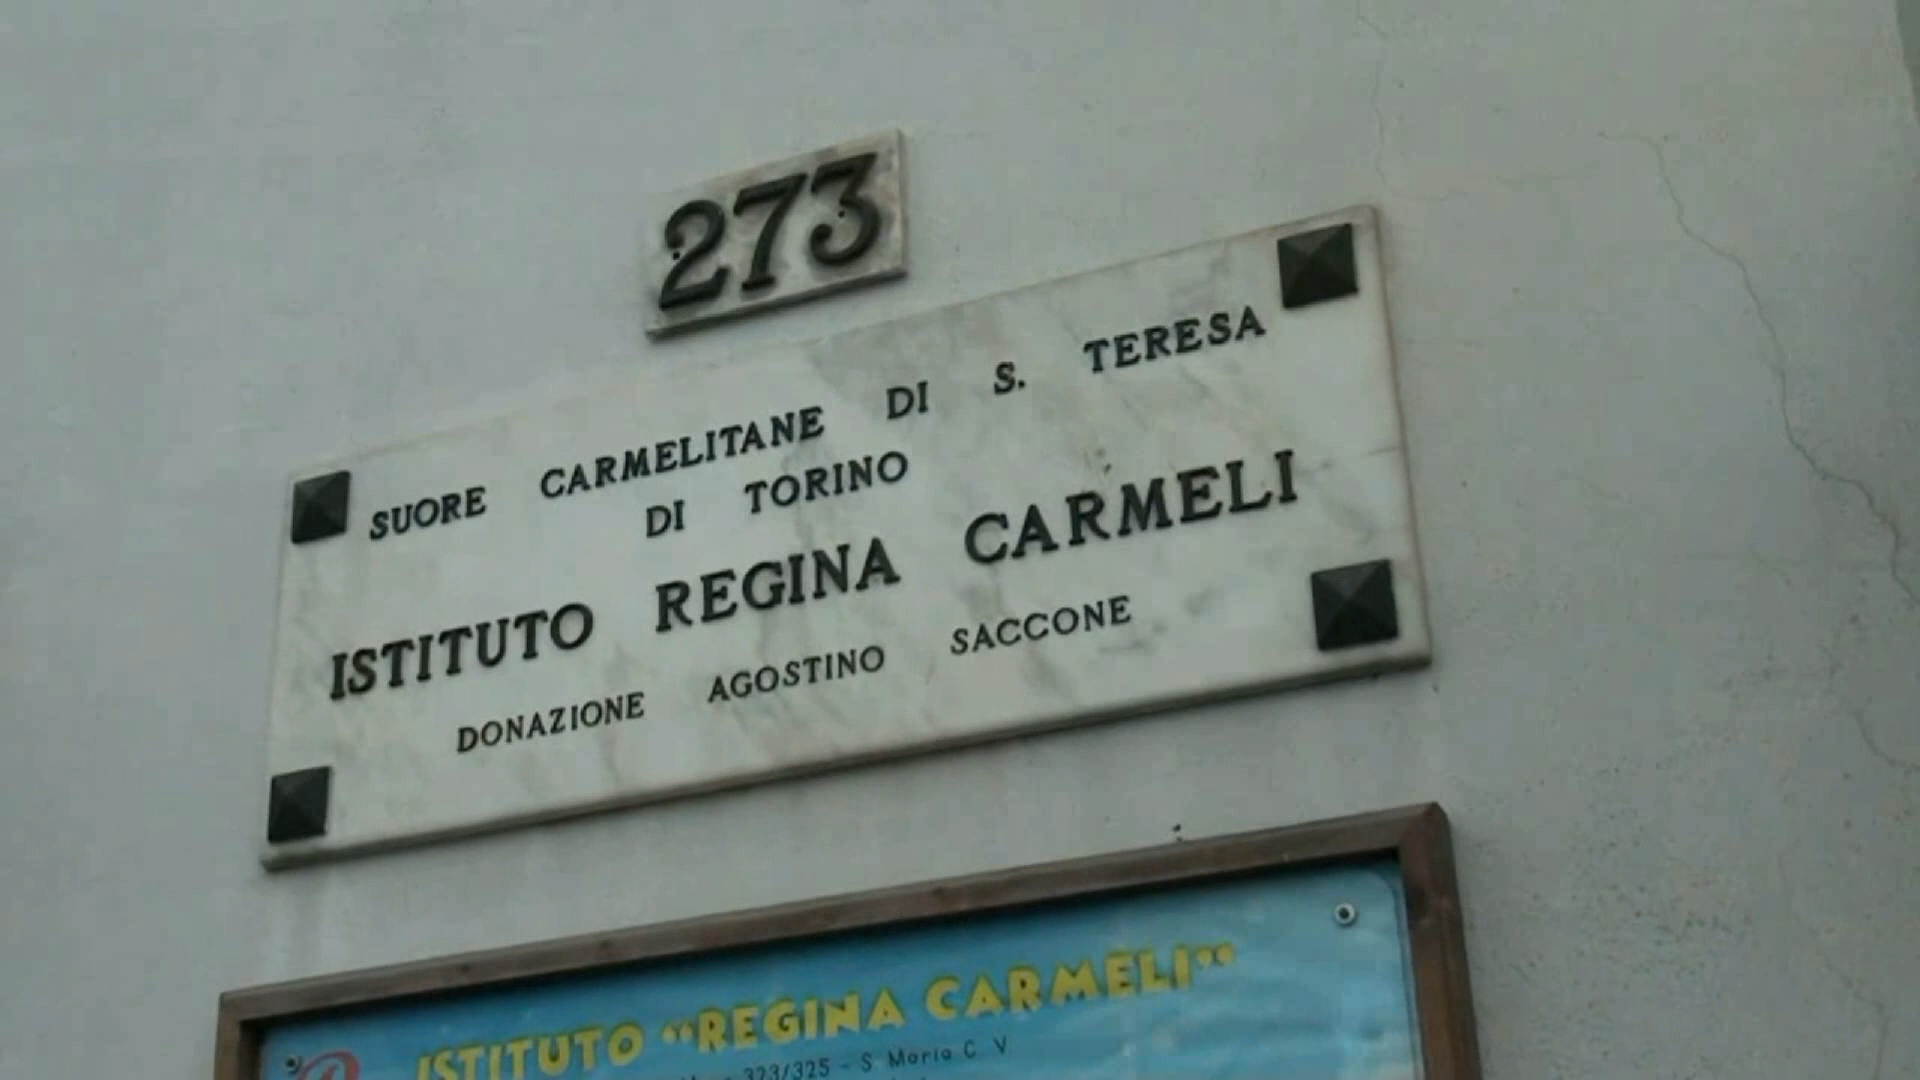 273
SUORE CARMELITANE DI S. TERESA
DI TORINO
ISTITUTO REGINA CARMELI
DONAZIONE AGOSTINO SACCONE
ISTITUTO “REGINA CARMELI”
323/325 - S. Maria C. V